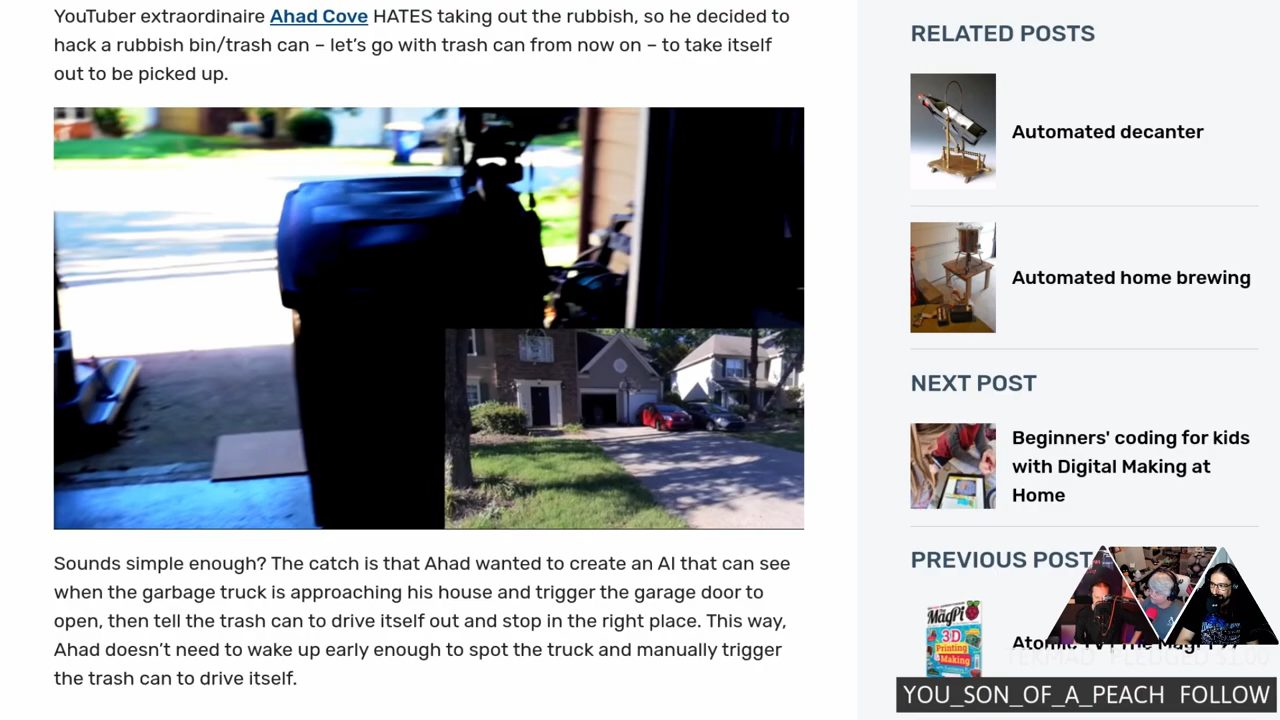 YouTuber extraordinaire Ahad Cove HATES taking out the rubbish, so he decided to
hack a rubbish bin/trash can – let's go with trash can from now on – to take itself
out to be picked up.
Sounds simple enough? The catch is that Ahad wanted to create an AI that can see
when the garbage truck is approaching his house and trigger the garage door to
open, then tell the trash can to drive itself out and stop in the right place. This way,
Ahad doesn't need to wake up early enough to spot the truck and manually trigger
the trash can to drive itself.
RELATED POSTS
Automated decanter
Automated home brewing
NEXT POST
Beginners' coding for kids
with Digital Making at
Home
PREVIOUS POST
MagPi
3D
Printing
& Making
YOU_SON_OF_A_PEACH FOLLOW